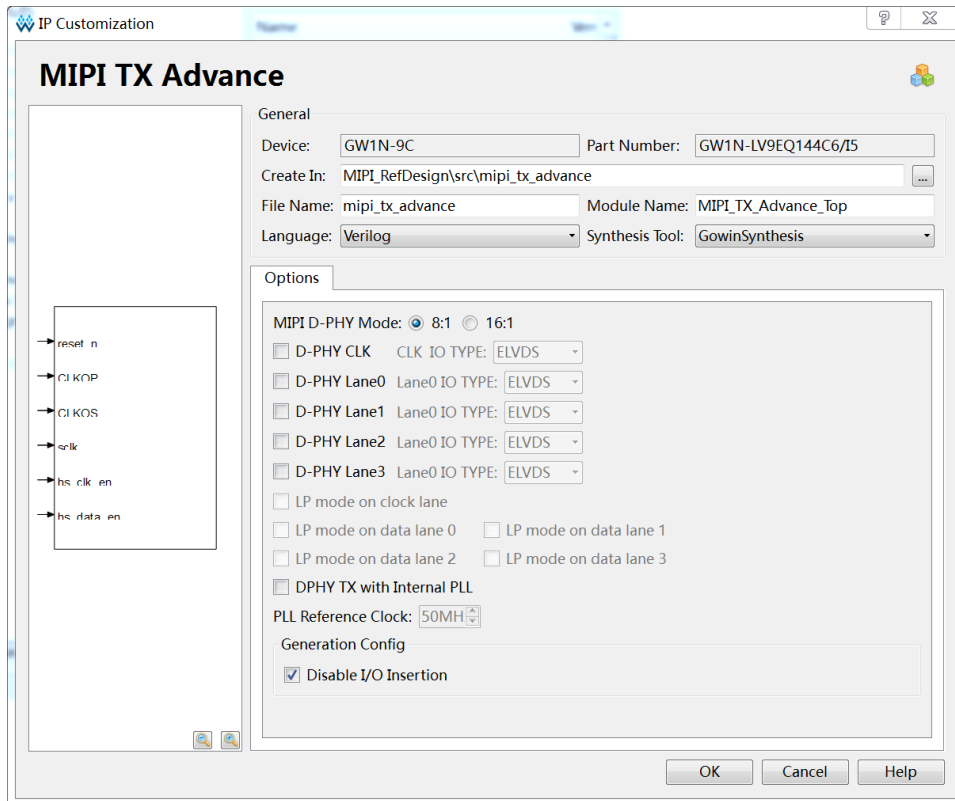 IP Customization
Name
MIPI TX Advance
General
Device: GW1N-9C Part Number: GW1N-LV9EQ144C6/I5
Create In: MIPI_RefDesign\src\mipi_tx_advance ...
File Name: mipi_tx_advance Module Name: MIPI_TX_Advance_Top
Language: Verilog Synthesis Tool: GowinSynthesis
Options
MIPI D-PHY Mode: 8:1 16:1
D-PHY CLK CLK IO TYPE: ELVDS
D-PHY Lane0 Lane0 IO TYPE: ELVDS
D-PHY Lane1 Lane0 IO TYPE: ELVDS
D-PHY Lane2 Lane0 IO TYPE: ELVDS
D-PHY Lane3 Lane0 IO TYPE: ELVDS
LP mode on clock lane
LP mode on data lane 0 LP mode on data lane 1
LP mode on data lane 2 LP mode on data lane 3
DPHY TX with Internal PLL
PLL Reference Clock: 50MH
Generation Config
Disable I/O Insertion
reset_n
CLKOP
CLKOS
sclk
hs_clk_en
hs_data_en
OK Cancel Help